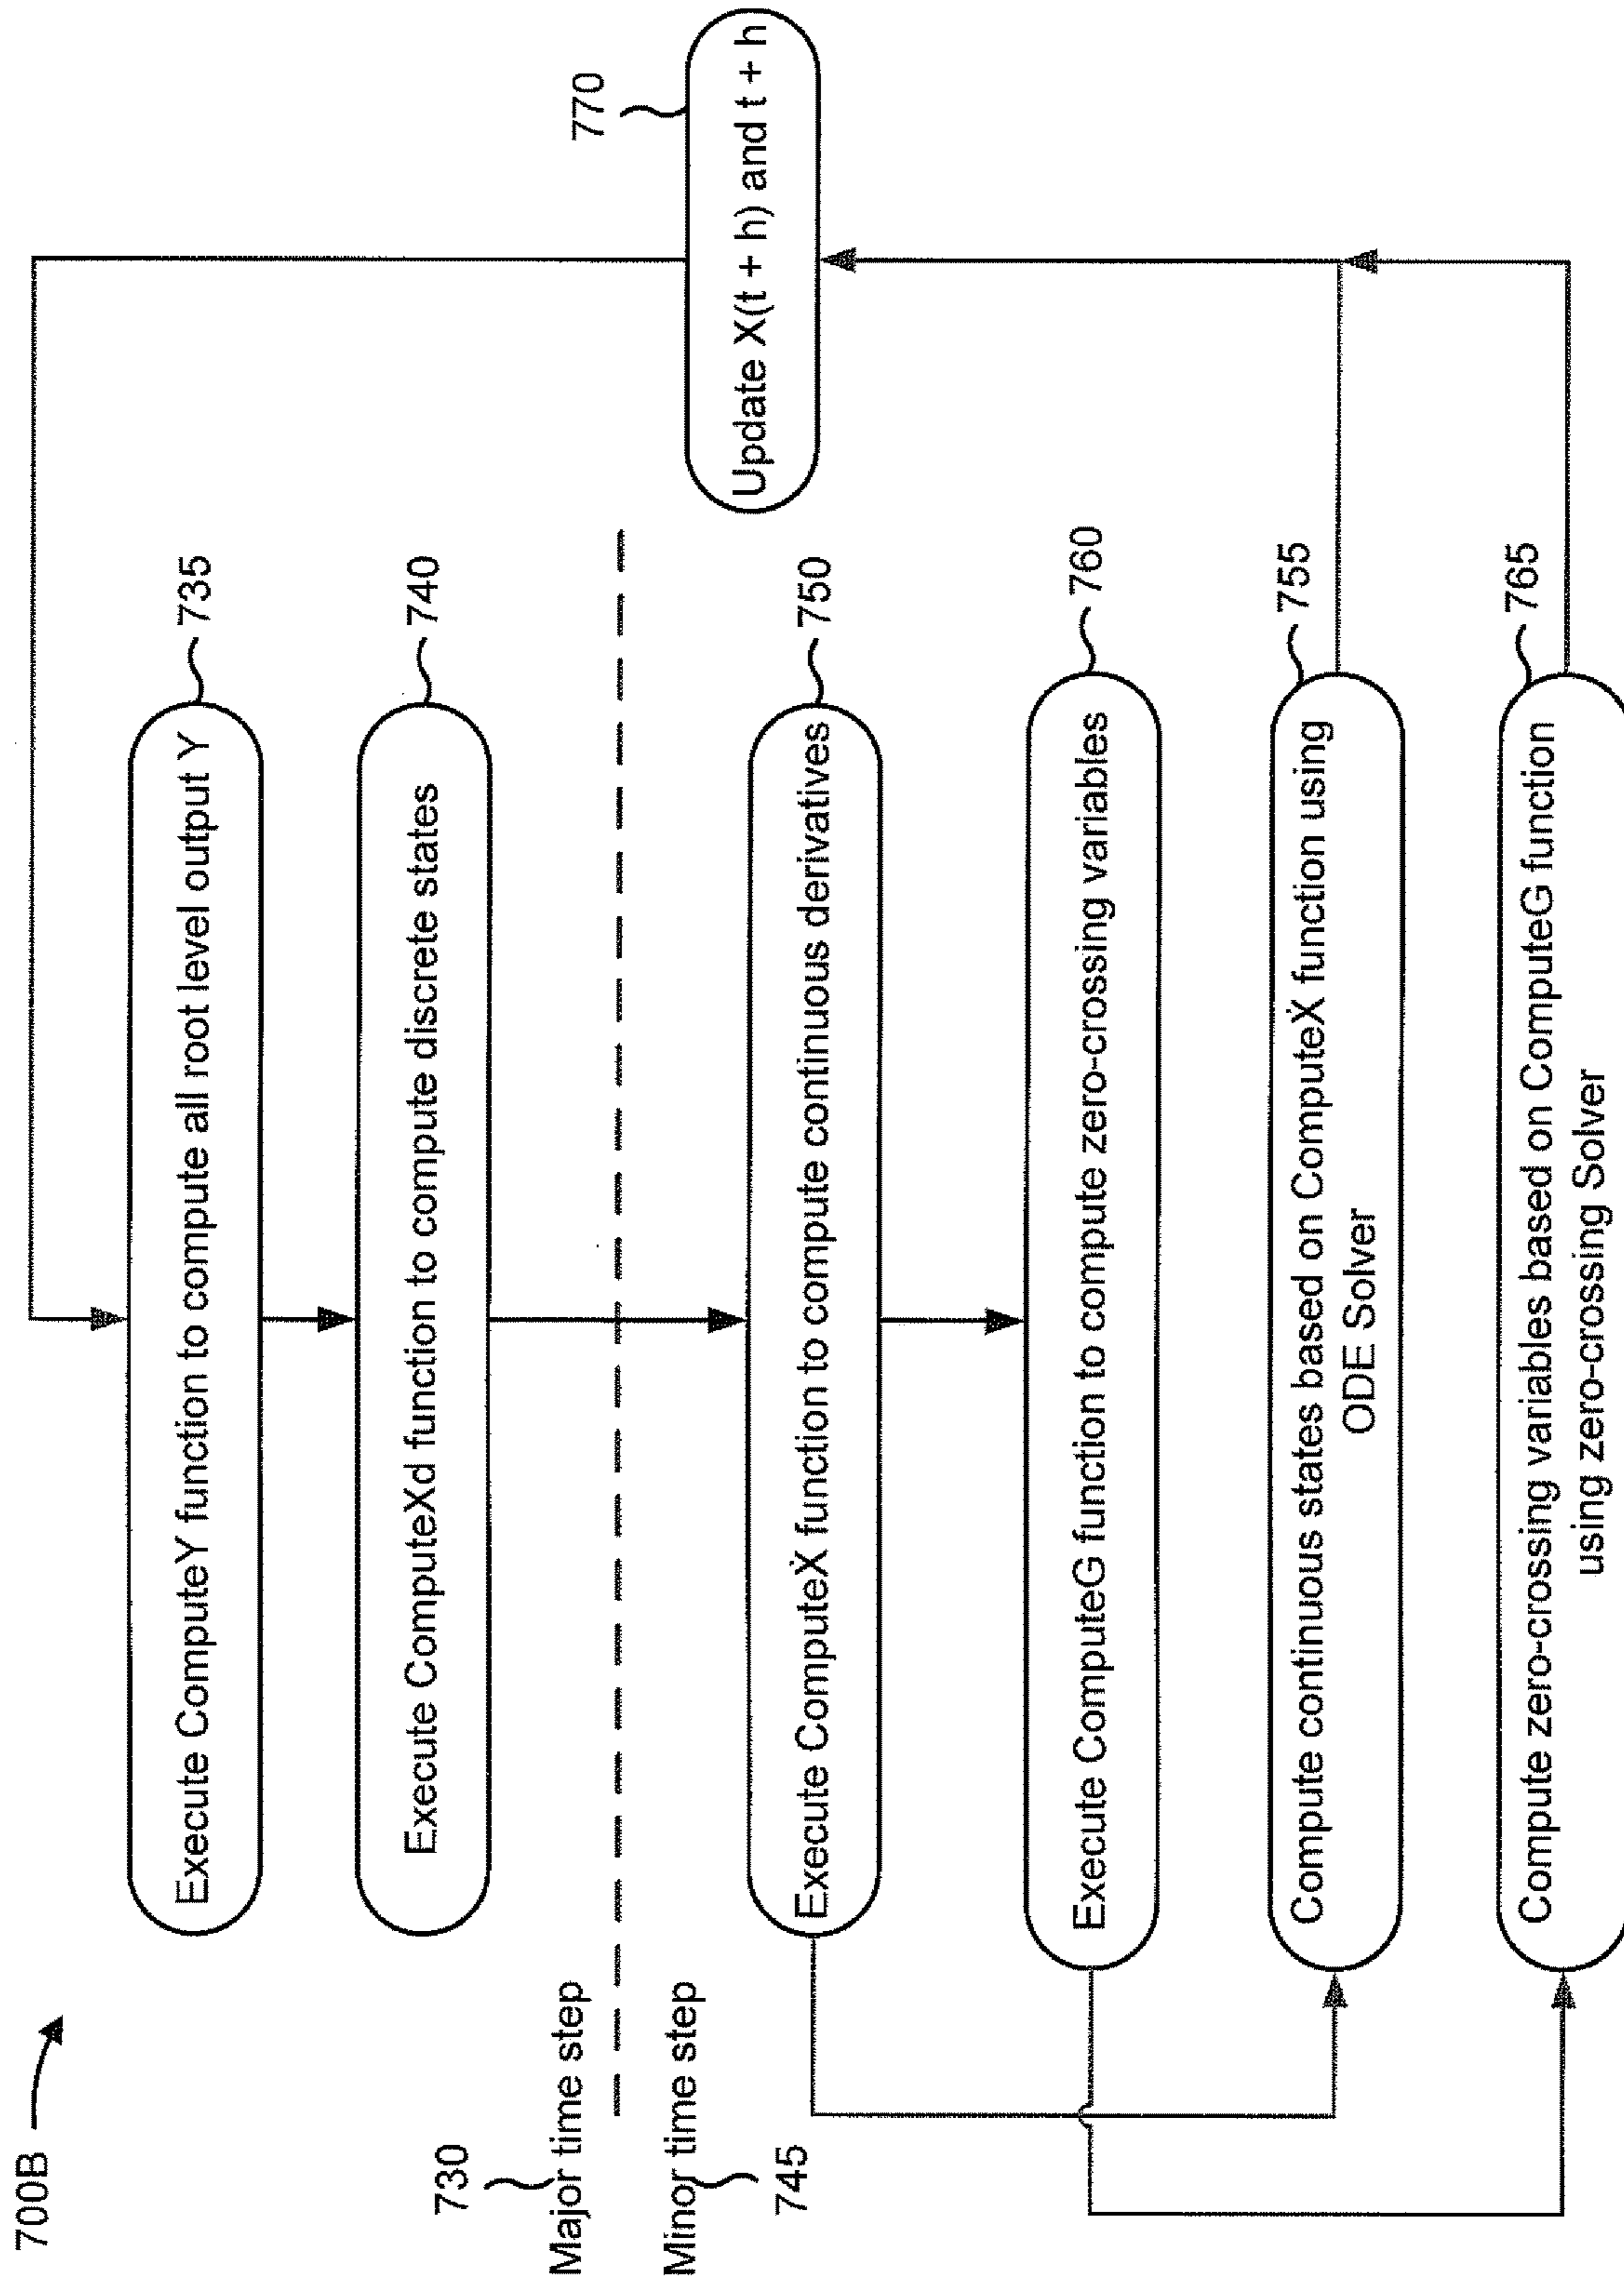 700B
Execute ComputeY function to compute all root level output Y
735
Execute ComputeXd function to compute discrete states
740
730
Major time step
Minor time step
745
Update X(t + h) and t + h
770
Execute ComputeẊ function to compute continuous derivatives
750
Execute ComputeG function to compute zero-crossing variables
760
Compute continuous states based on ComputeẊ function using
ODE Solver
755
Compute zero-crossing variables based on ComputeG function
using zero-crossing Solver
765